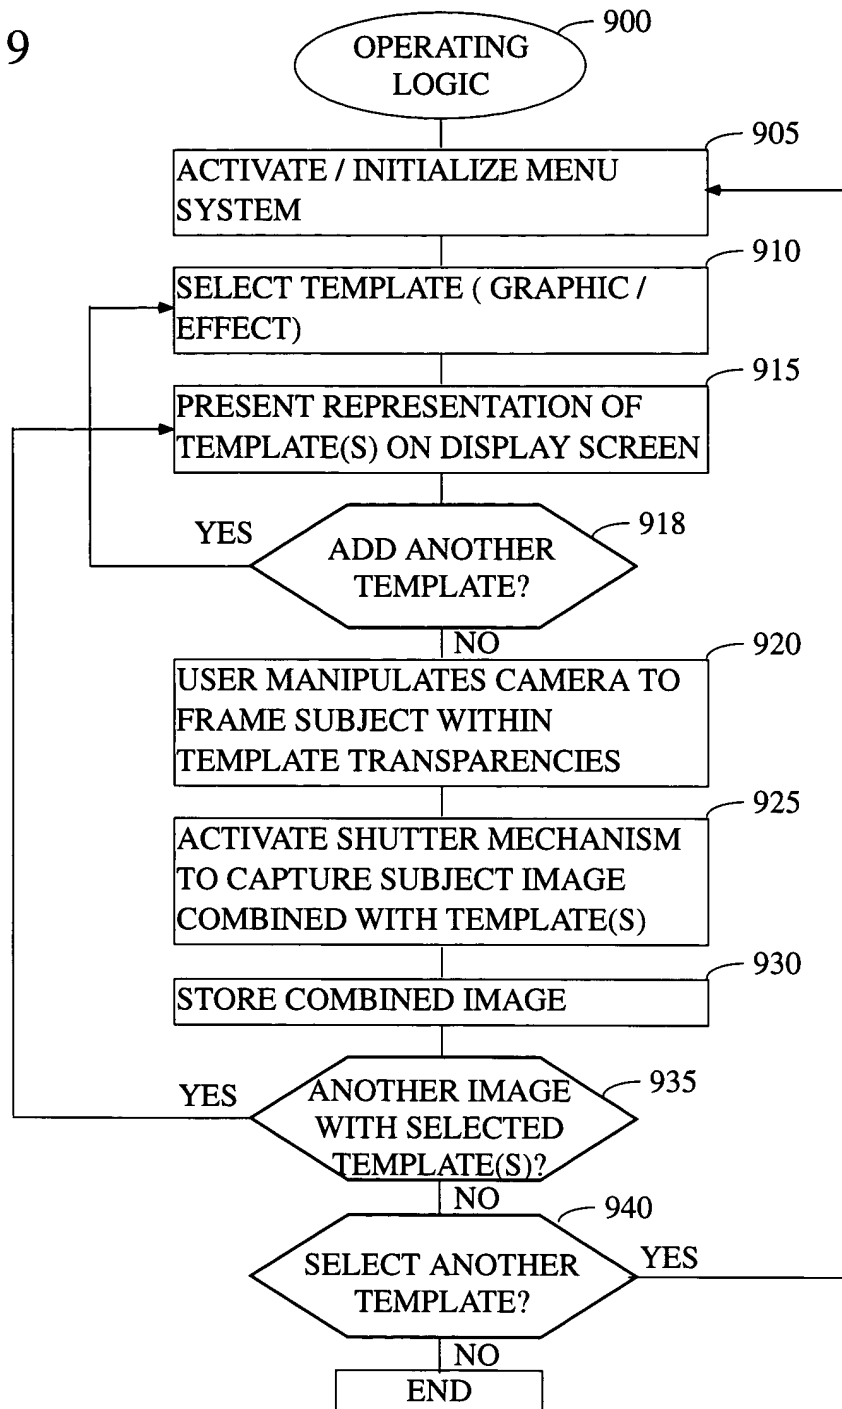 9
900
OPERATING
LOGIC
905
ACTIVATE / INITIALIZE MENU
SYSTEM
910
SELECT TEMPLATE ( GRAPHIC /
EFFECT)
915
PRESENT REPRESENTATION OF
TEMPLATE(S) ON DISPLAY SCREEN
918
YES
ADD ANOTHER
TEMPLATE?
NO
920
USER MANIPULATES CAMERA TO
FRAME SUBJECT WITHIN
TEMPLATE TRANSPARENCIES
925
ACTIVATE SHUTTER MECHANISM
TO CAPTURE SUBJECT IMAGE
COMBINED WITH TEMPLATE(S)
930
STORE COMBINED IMAGE
935
YES
ANOTHER IMAGE
WITH SELECTED
TEMPLATE(S)?
NO
940
SELECT ANOTHER
TEMPLATE?
YES
NO
END